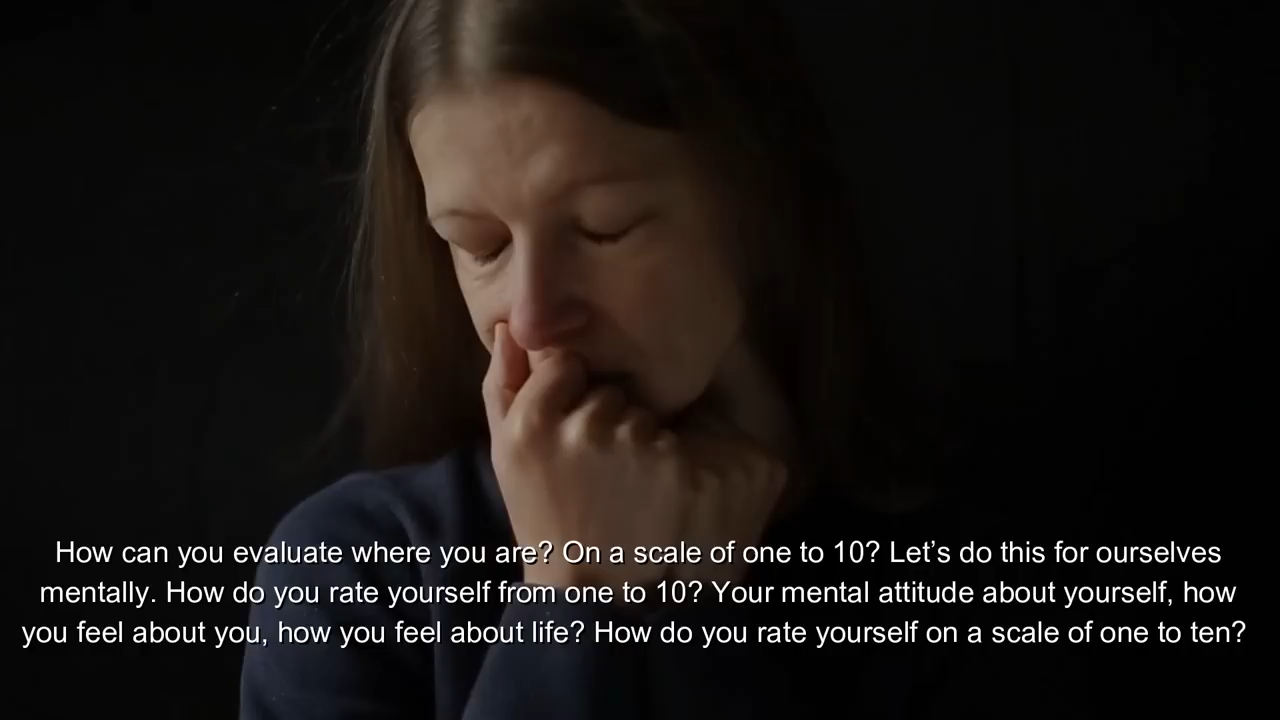 How can you evaluate where you are? On a scale of one to 10? Let’s do this for ourselves
mentally. How do you rate yourself from one to 10? Your mental attitude about yourself, how
you feel about you, how you feel about life? How do you rate yourself on a scale of one to ten?